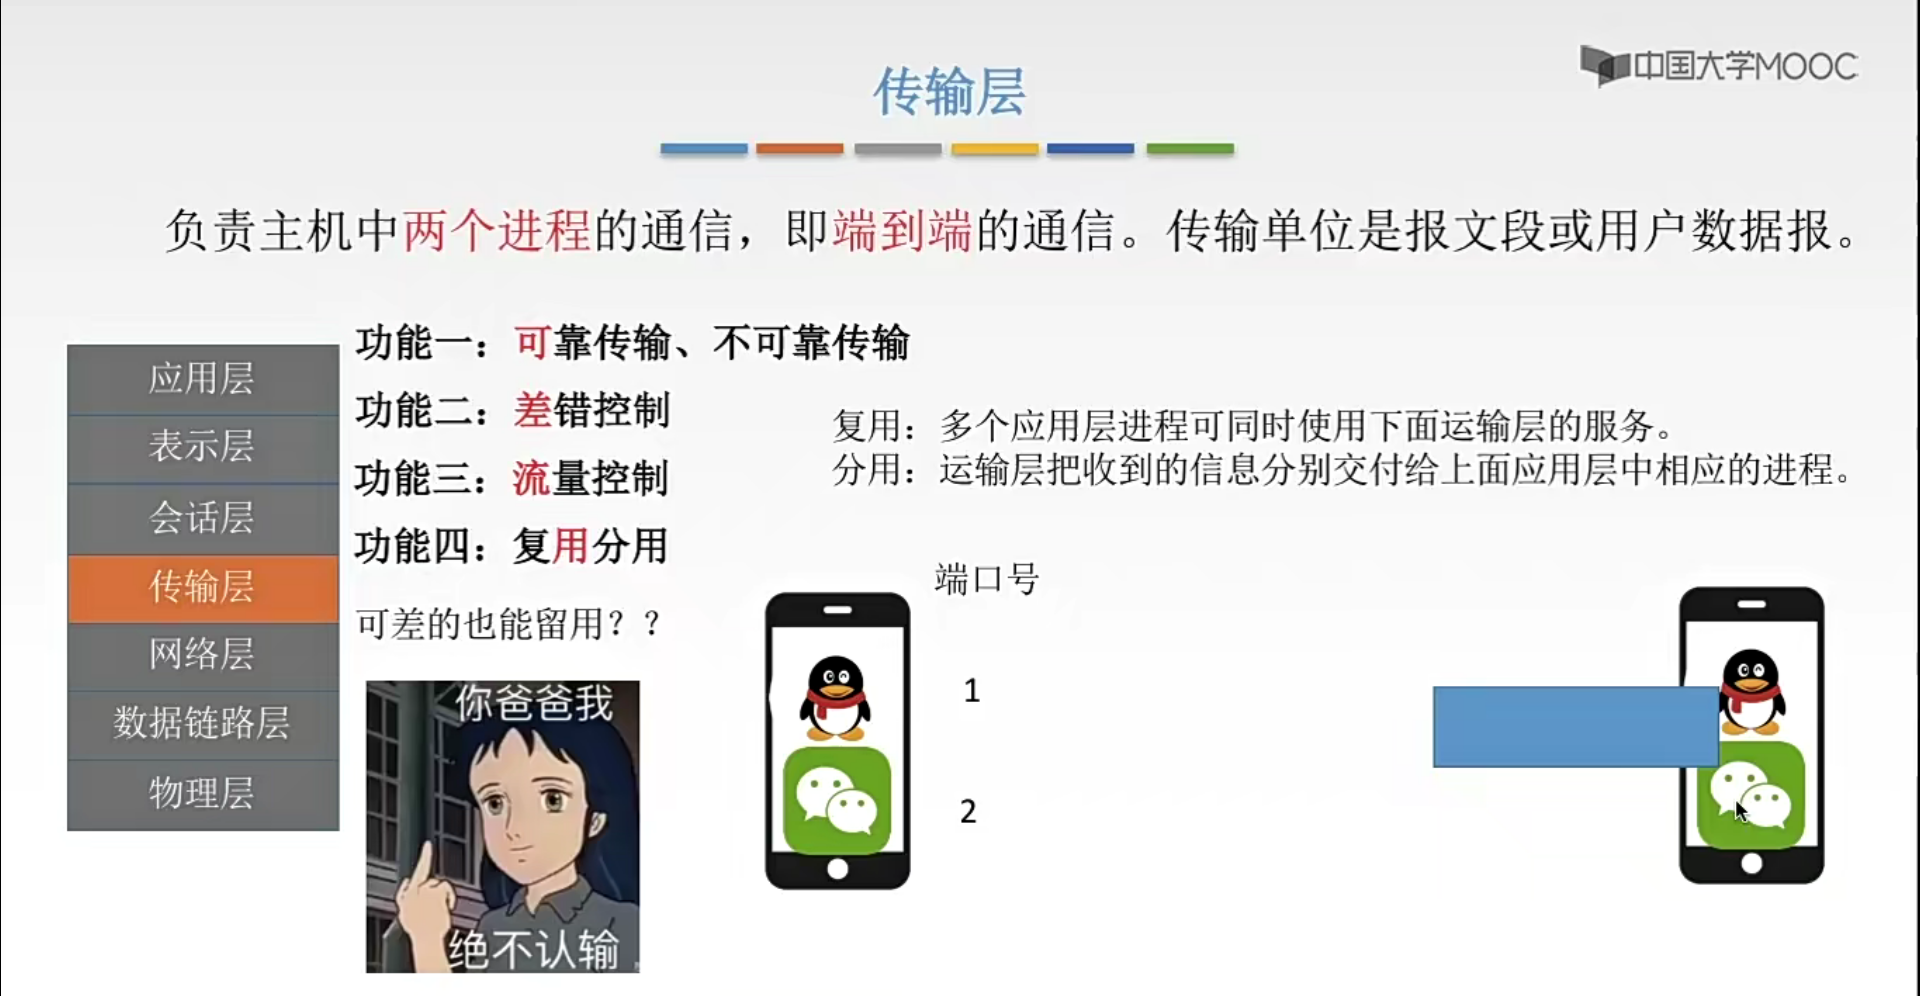 中国大学MOOC
传输层
负责主机中两个进程的通信，即端到端的通信。传输单位是报文段或用户数据报。
应用层
表示层
会话层
传输层
网络层
数据链路层
物理层
功能一：可靠传输、不可靠传输
功能二：差错控制
功能三：流量控制
功能四：复用分用
可差的也能留用？？
你爸爸我
绝不认输
复用：多个应用层进程可同时使用下面运输层的服务。
分用：运输层把收到的信息分别交付给上面应用层中相应的进程。
端口号
1
2